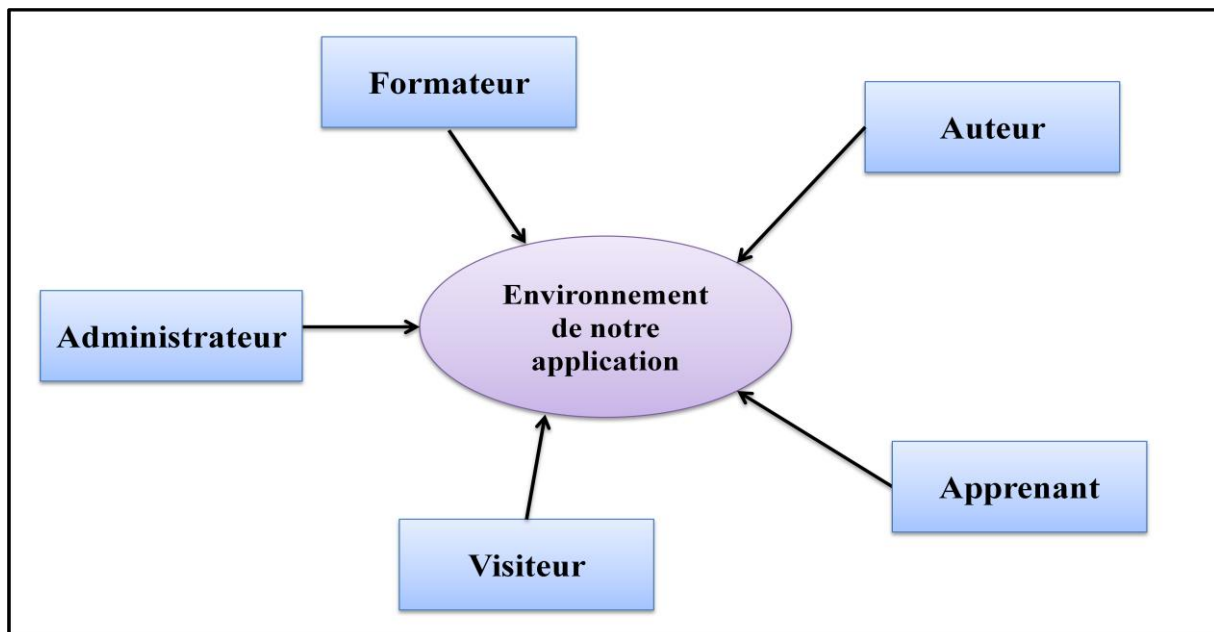 Formateur
Auteur
Environnement
de notre
application
Administrateur
Apprenant
Visiteur